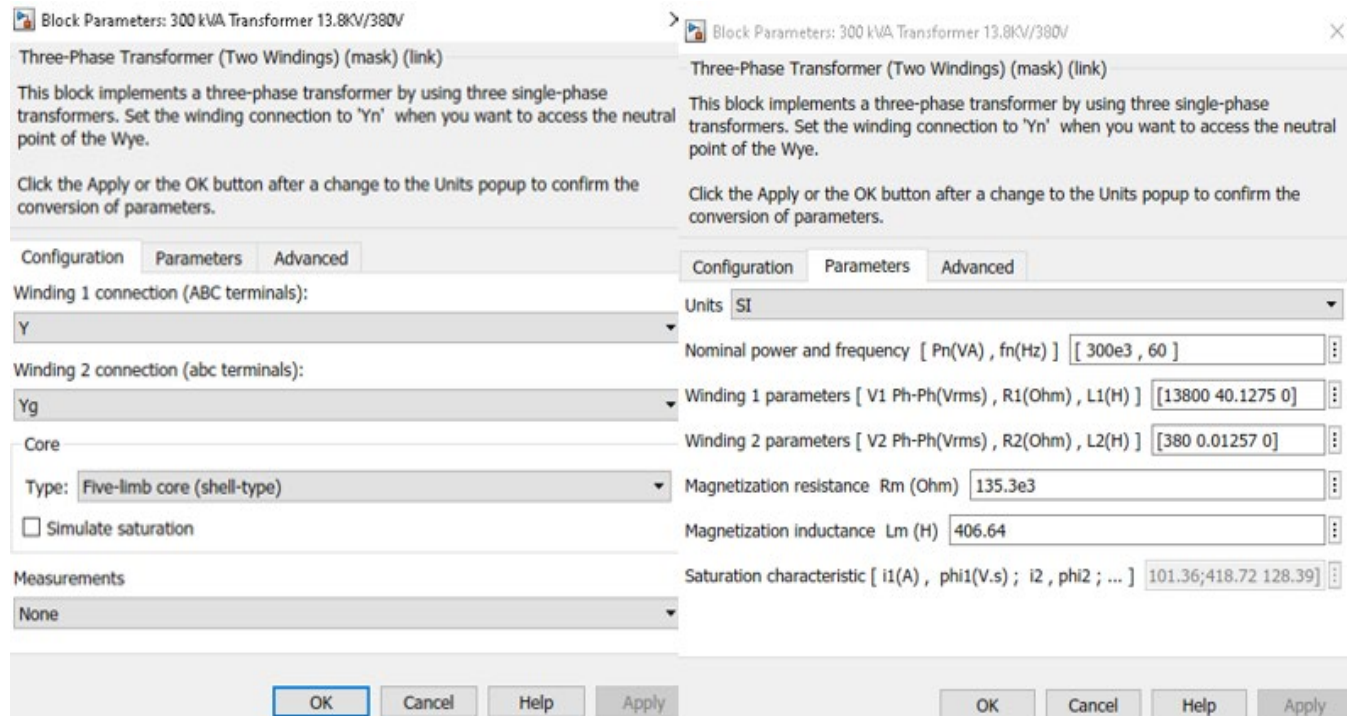 Block Parameters: 300 kVA Transformer 13.8KV/380V
Three-Phase Transformer (Two Windings) (mask) (link)
This block implements a three-phase transformer by using three single-phase
transformers. Set the winding connection to 'Yn' when you want to access the neutral
point of the Wye.
Click the Apply or the OK button after a change to the Units popup to confirm the
conversion of parameters.
Configuration Parameters Advanced
Winding 1 connection (ABC terminals):
Y
Winding 2 connection (abc terminals):
Yg
Core
Type: Five-limb core (shell-type)
Simulate saturation
Measurements
None
OK Cancel Help Apply
Block Parameters: 300 kVA Transformer 13.8KV/380V
Three-Phase Transformer (Two Windings) (mask) (link)
This block implements a three-phase transformer by using three single-phase
transformers. Set the winding connection to 'Yn' when you want to access the neutral
point of the Wye.
Click the Apply or the OK button after a change to the Units popup to confirm the
conversion of parameters.
Configuration Parameters Advanced
Units SI
Nominal power and frequency [ Pn(VA) , fn(Hz) ] [ 300e3 , 60 ]
Winding 1 parameters [ V1 Ph-Ph(Vrms) , R1(Ohm) , L1(H) ] [13800 40.1275 0]
Winding 2 parameters [ V2 Ph-Ph(Vrms) , R2(Ohm) , L2(H) ] [380 0.01257 0]
Magnetization resistance Rm (Ohm) 135.3e3
Magnetization inductance Lm (H) 406.64
Saturation characteristic [ i1(A) , phi1(V.s) ; i2 , phi2 ; ... ] 101.36;418.72 128.39]
OK Cancel Help Apply